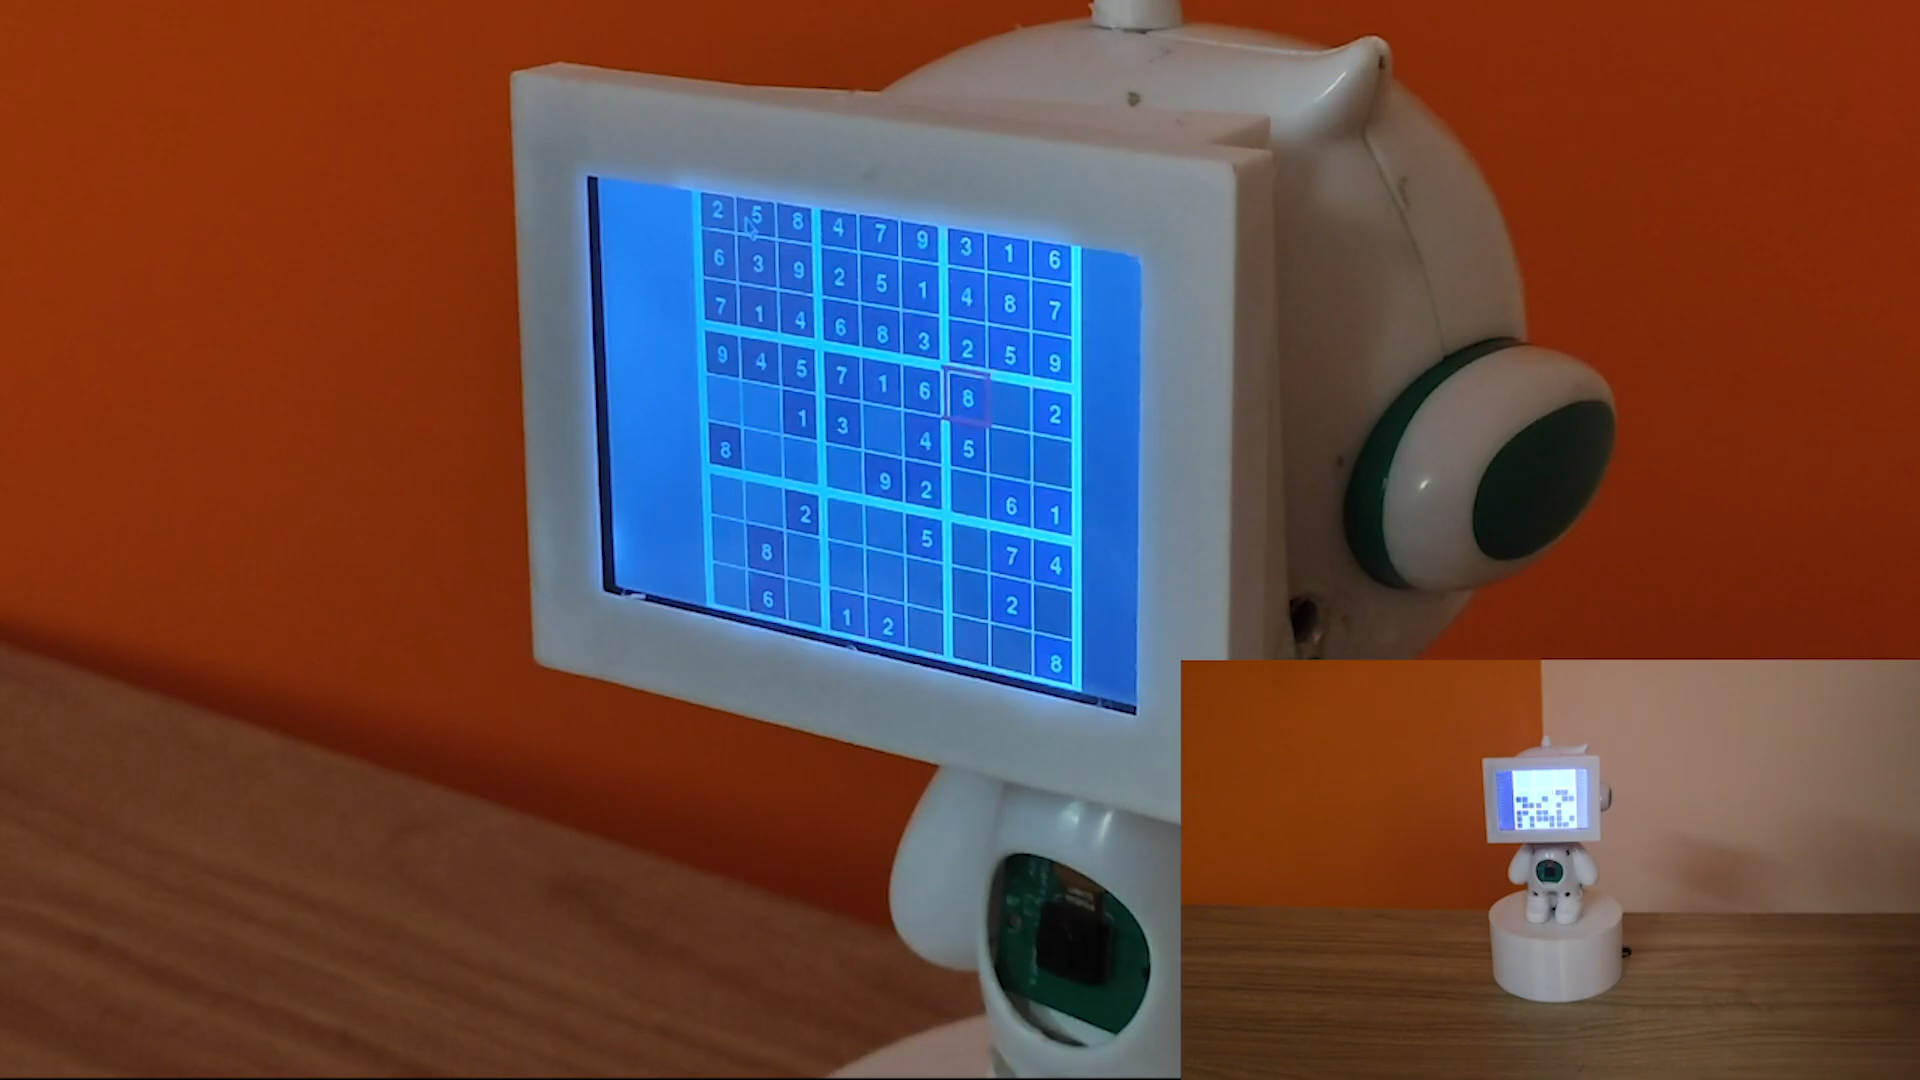 2 5 8 4 7 9 3 1 6
6 3 9 2 5 1 4 8 7
7 1 4 6 8 3 2 5 9
9 4 5 7 1 6 8 2
1 3 4 5
8 9 2 6 1
2 5 7 4
8 2
6 1 2 8